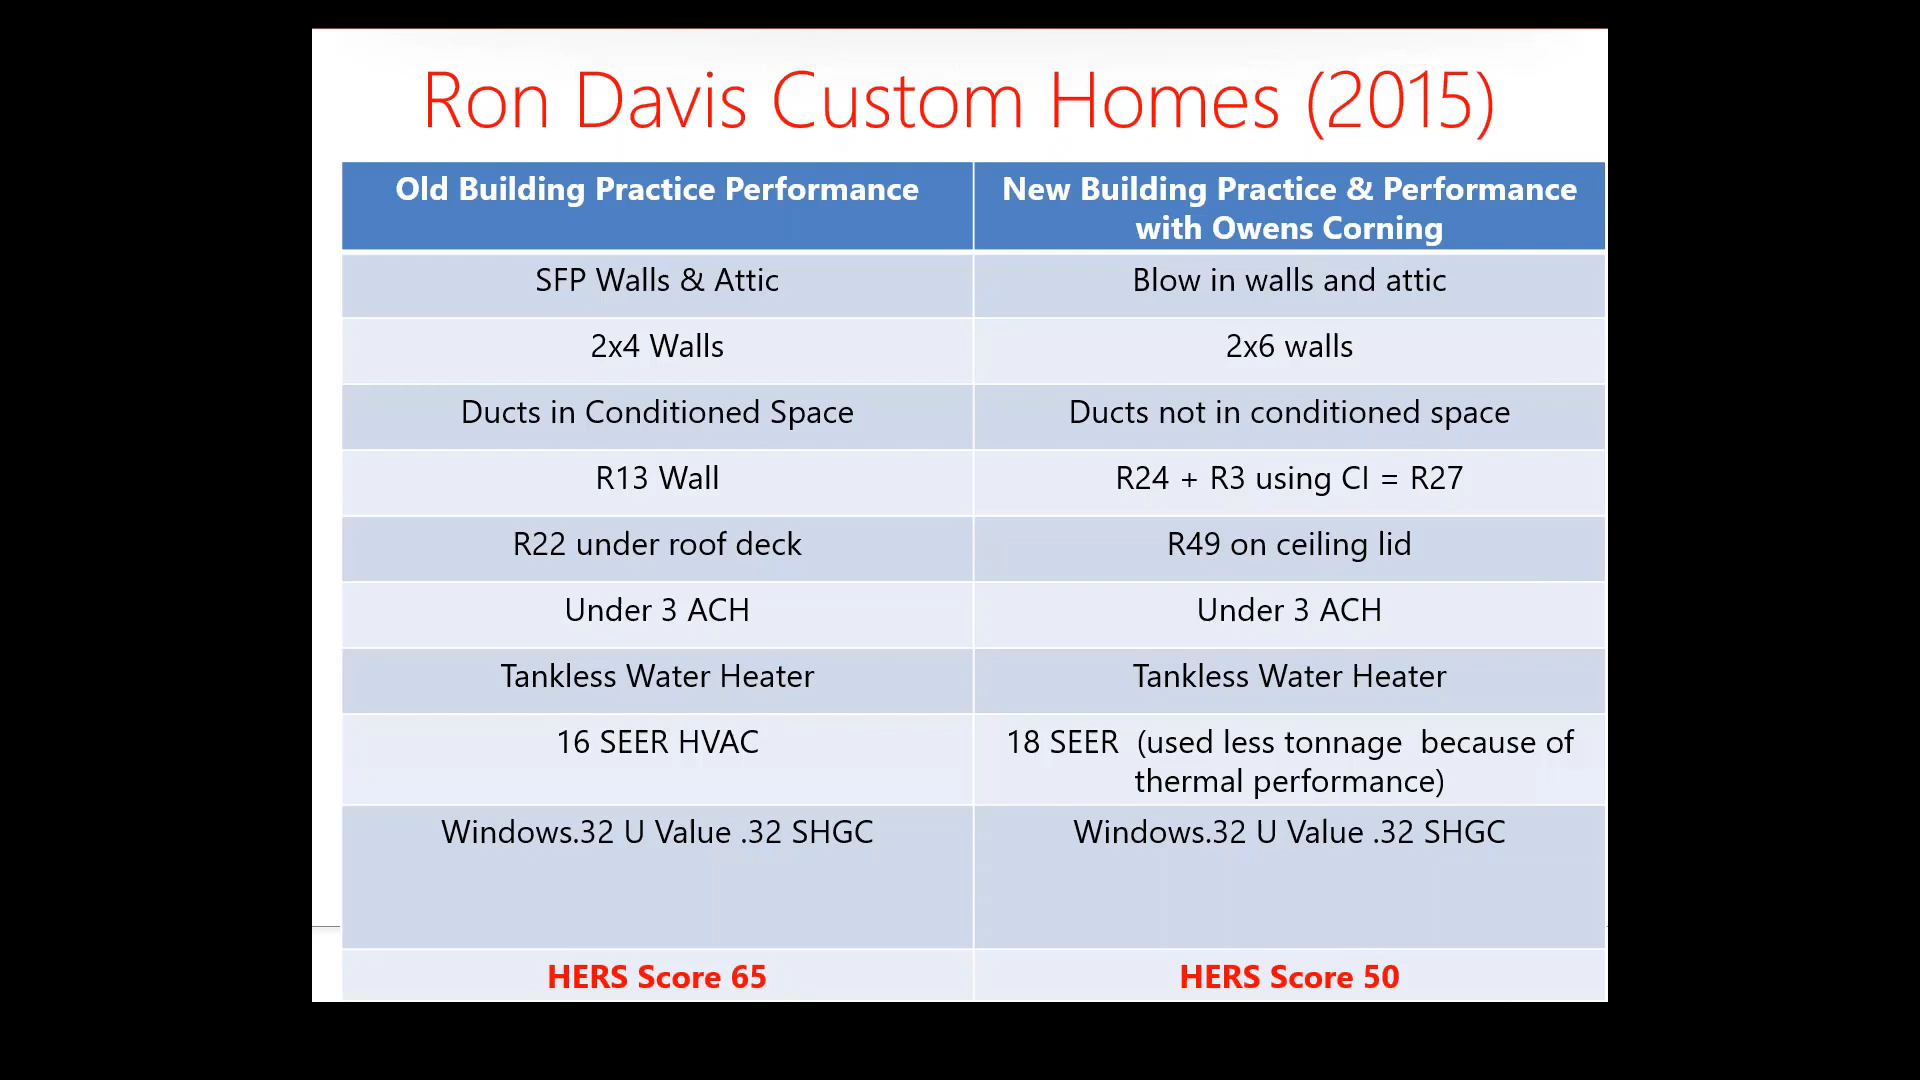 Ron Davis Custom Homes (2015)
Old Building Practice Performance
New Building Practice & Performance
with Owens Corning
SFP Walls & Attic
Blow in walls and attic
2x4 Walls
2x6 walls
Ducts in Conditioned Space
Ducts not in conditioned space
R13 Wall
R24 + R3 using CI = R27
R22 under roof deck
R49 on ceiling lid
Under 3 ACH
Under 3 ACH
Tankless Water Heater
Tankless Water Heater
16 SEER HVAC
18 SEER  (used less tonnage  because of
thermal performance)
Windows.32 U Value .32 SHGC
Windows.32 U Value .32 SHGC
HERS Score 65
HERS Score 50